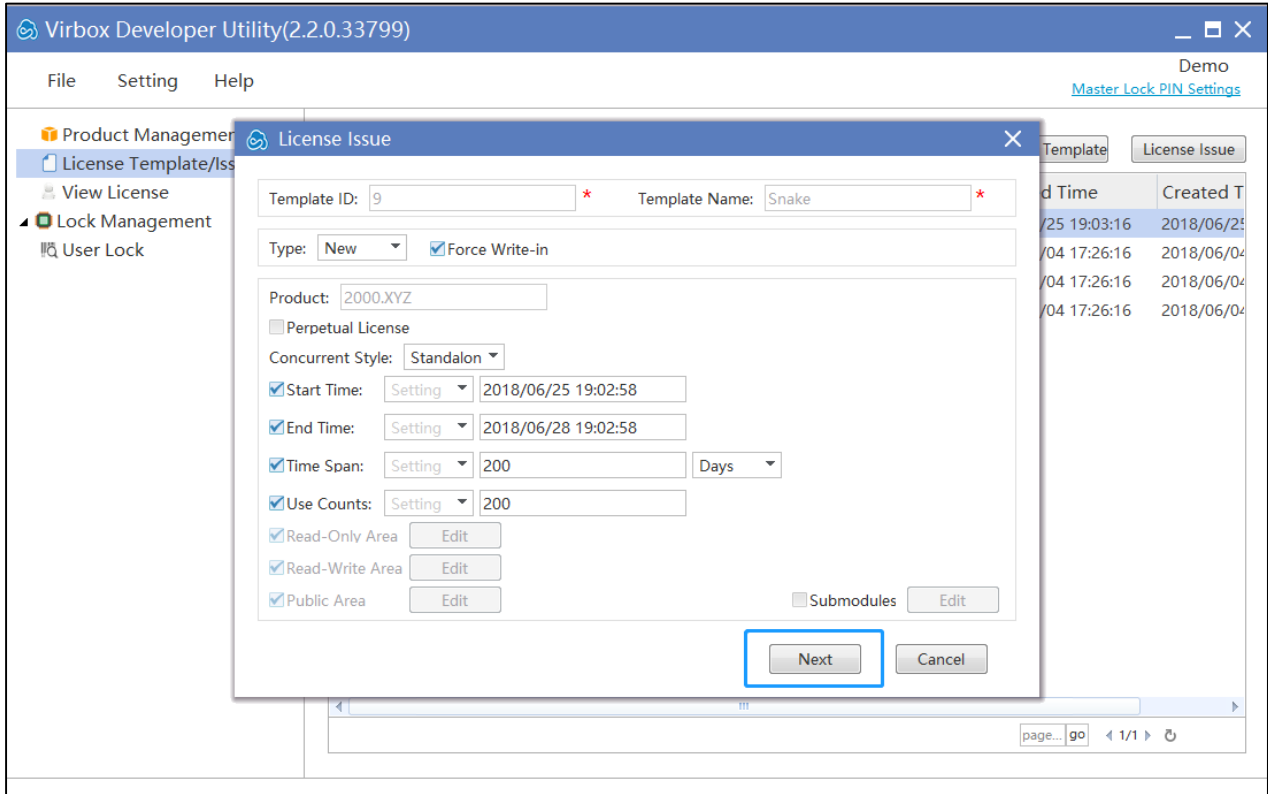 Virbox Developer Utility(2.2.0.33799)
File Setting Help
Demo
Master Lock PIN Settings
Product Managemer
License Template/Iss
View License
Lock Management
User Lock
Template License Issue
d Time Created T
/25 19:03:16 2018/06/25
/04 17:26:16 2018/06/04
/04 17:26:16 2018/06/04
/04 17:26:16 2018/06/04
License Issue
Template ID: 9 * Template Name: Snake *
Type: New Force Write-in
Product: 2000.XYZ
Perpetual License
Concurrent Style: Standalon
Start Time: Setting 2018/06/25 19:02:58
End Time: Setting 2018/06/28 19:02:58
Time Span: Setting 200 Days
Use Counts: Setting 200
Read-Only Area Edit
Read-Write Area Edit
Public Area Edit Submodules Edit
Next Cancel
page... go 1/1